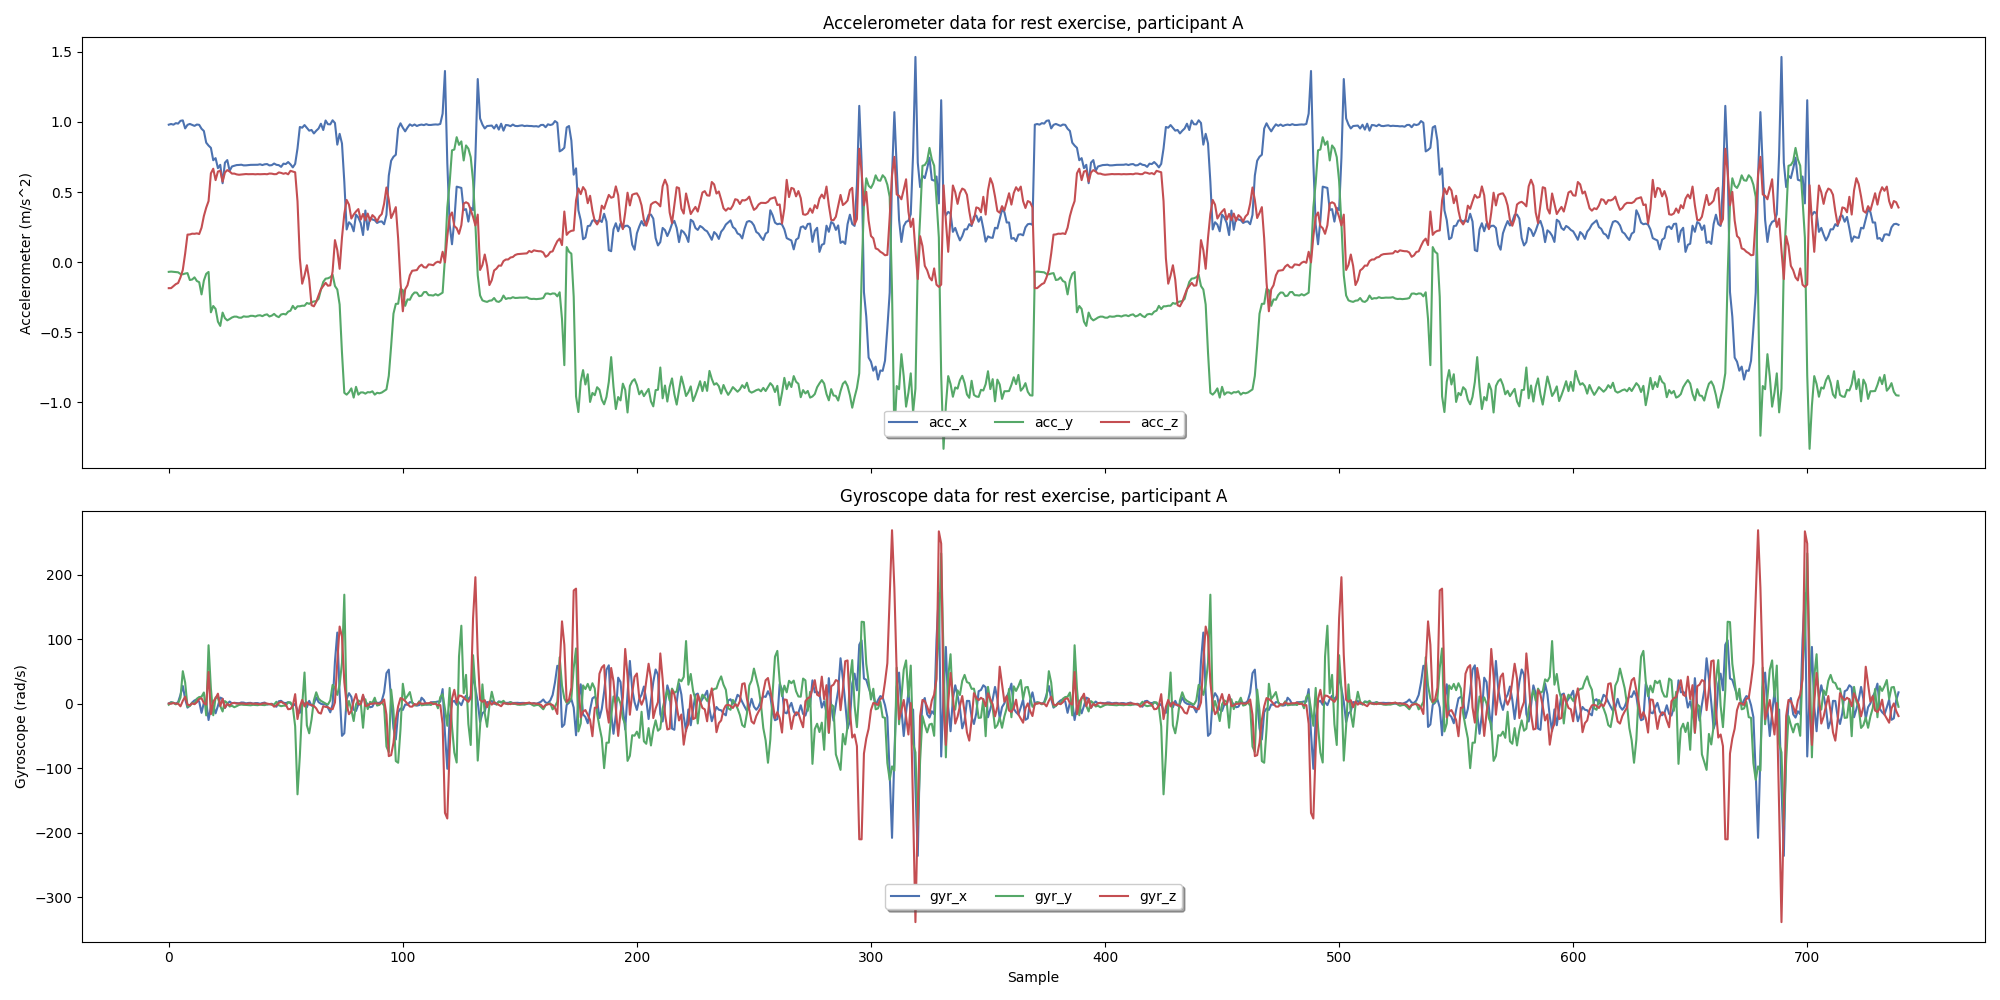 Accelerometer data for rest exercise, participant A
Accelerometer (m/s^2)
1.5
1.0
0.5
0.0
−0.5
−1.0
acc_x acc_y acc_z
Gyroscope data for rest exercise, participant A
Gyroscope (rad/s)
200
100
0
−100
−200
−300
gyr_x gyr_y gyr_z
0 100 200 300 400 500 600 700
Sample